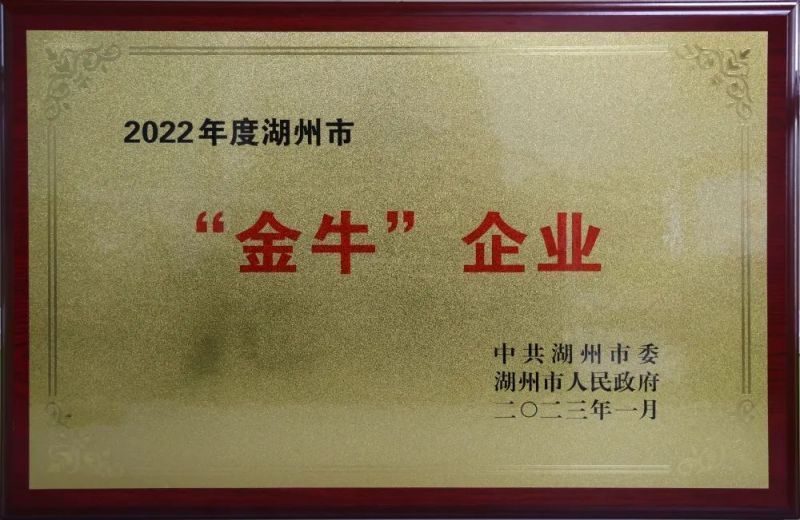 2022年度湖州市
“金牛”企业
中共湖州市委
湖州市人民政府
二〇二三年一月